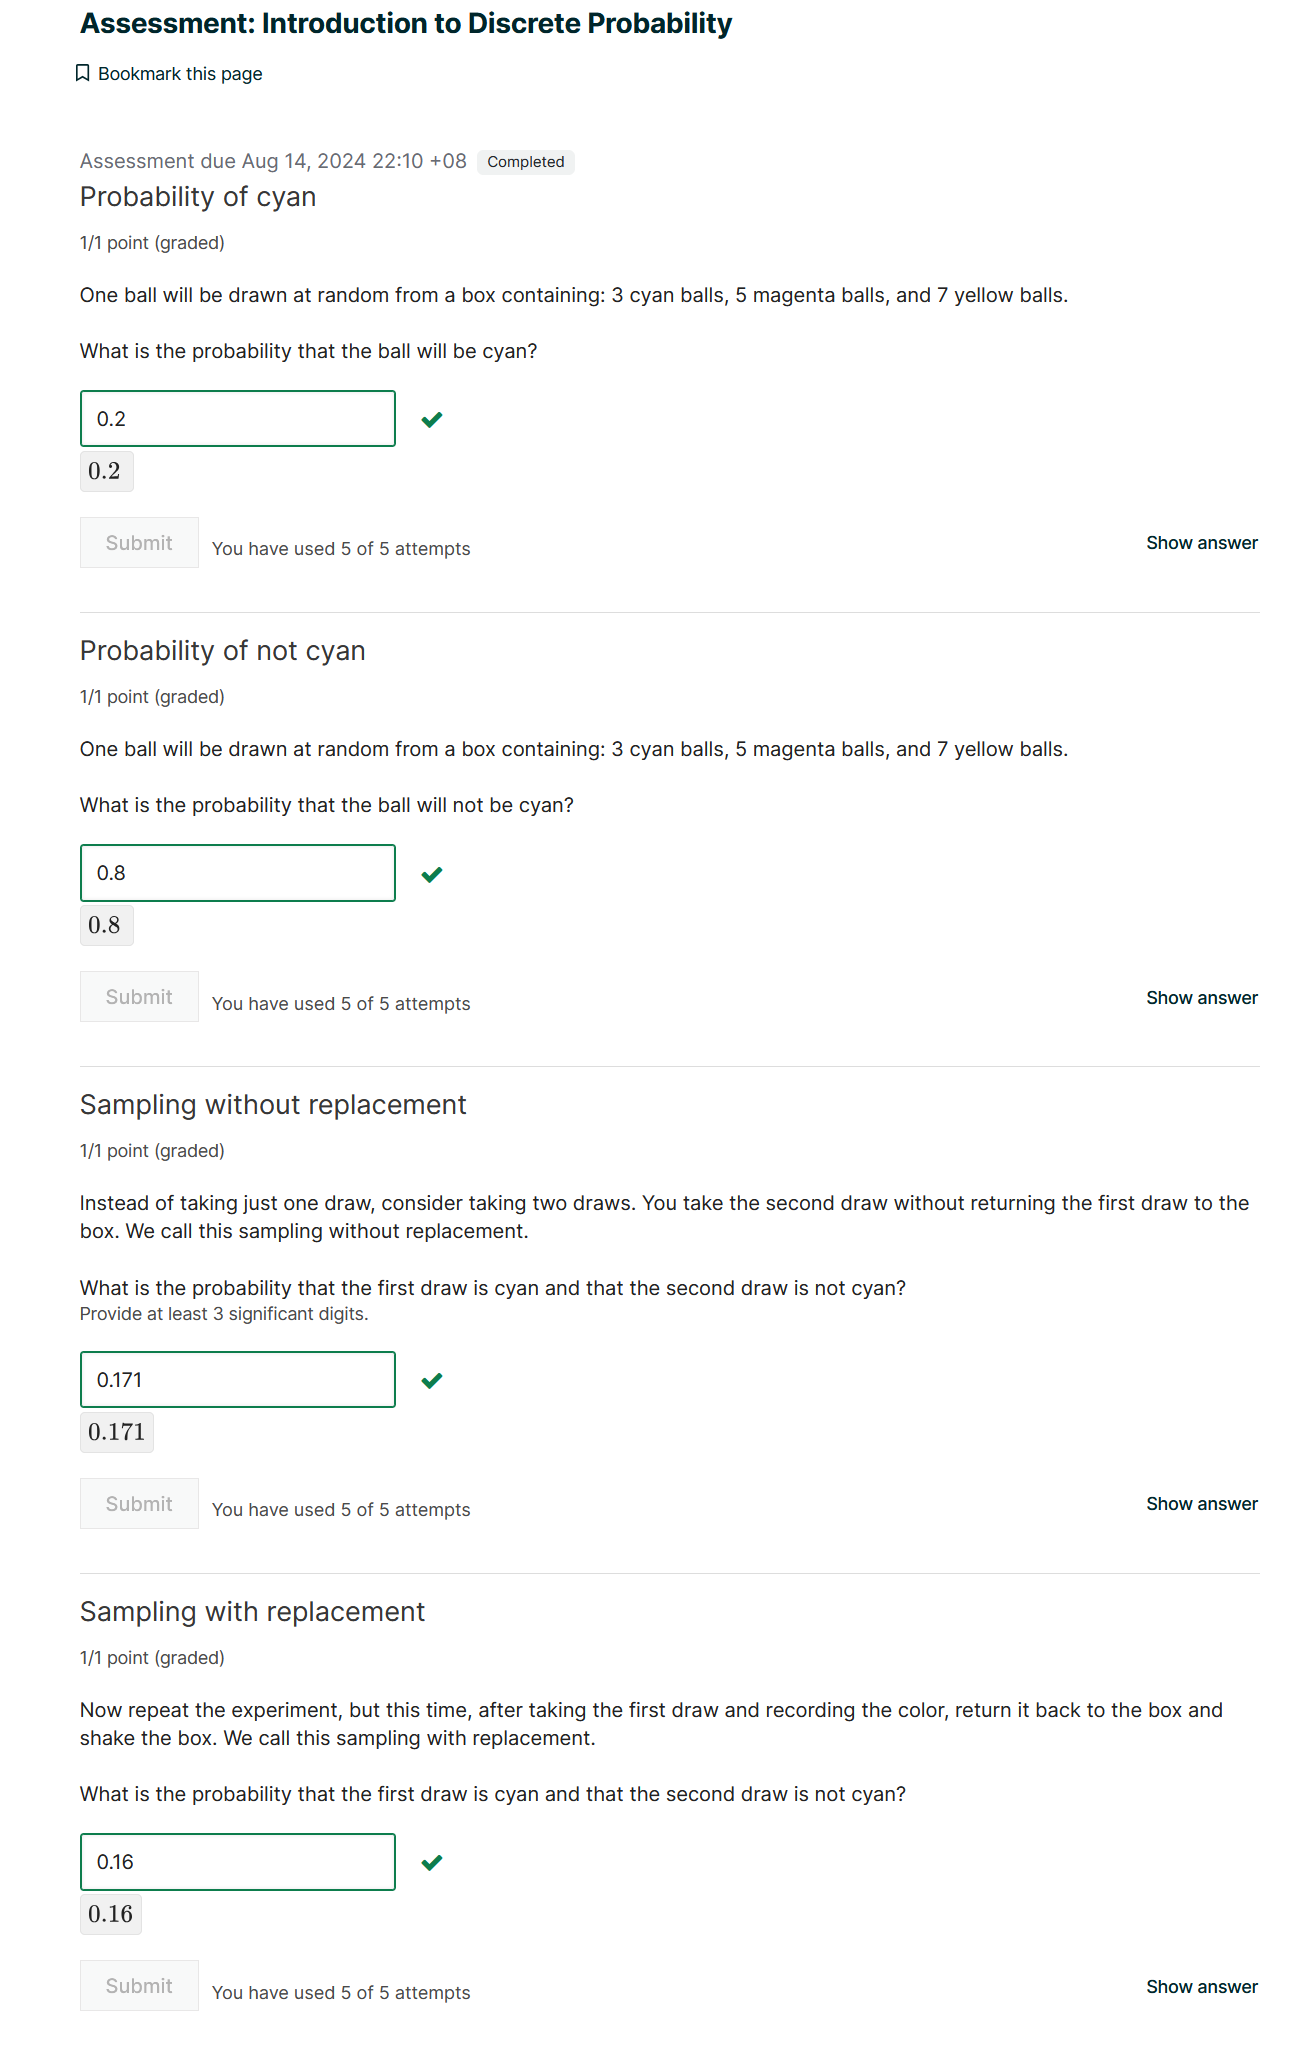 Assessment: Introduction to Discrete Probability
Bookmark this page
Assessment due Aug 14, 2024 22:10 +08 Completed
Probability of cyan
1/1 point (graded)
One ball will be drawn at random from a box containing: 3 cyan balls, 5 magenta balls, and 7 yellow balls.
What is the probability that the ball will be cyan?
0.2
0.2
Submit You have used 5 of 5 attempts Show answer
Probability of not cyan
1/1 point (graded)
One ball will be drawn at random from a box containing: 3 cyan balls, 5 magenta balls, and 7 yellow balls.
What is the probability that the ball will not be cyan?
0.8
0.8
Submit You have used 5 of 5 attempts Show answer
Sampling without replacement
1/1 point (graded)
Instead of taking just one draw, consider taking two draws. You take the second draw without returning the first draw to the
box. We call this sampling without replacement.
What is the probability that the first draw is cyan and that the second draw is not cyan?
Provide at least 3 significant digits.
0.171
0.171
Submit You have used 5 of 5 attempts Show answer
Sampling with replacement
1/1 point (graded)
Now repeat the experiment, but this time, after taking the first draw and recording the color, return it back to the box and
shake the box. We call this sampling with replacement.
What is the probability that the first draw is cyan and that the second draw is not cyan?
0.16
0.16
Submit You have used 5 of 5 attempts Show answer